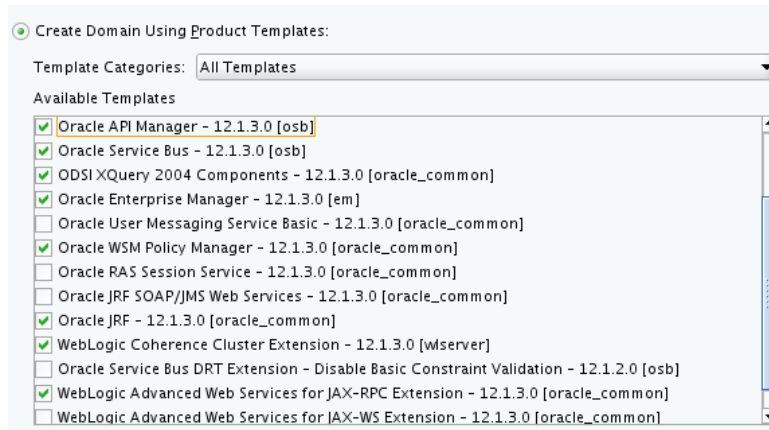 Create Domain Using Product Templates:
Template Categories: All Templates
Available Templates
Oracle API Manager - 12.1.3.0 [osb]
Oracle Service Bus - 12.1.3.0 [osb]
ODSI XQuery 2004 Components - 12.1.3.0 [oracle_common]
Oracle Enterprise Manager - 12.1.3.0 [em]
Oracle User Messaging Service Basic - 12.1.3.0 [oracle_common]
Oracle WSM Policy Manager - 12.1.3.0 [oracle_common]
Oracle RAS Session Service - 12.1.3.0 [oracle_common]
Oracle JRF SOAP/JMS Web Services - 12.1.3.0 [oracle_common]
Oracle JRF - 12.1.3.0 [oracle_common]
WebLogic Coherence Cluster Extension - 12.1.3.0 [wlserver]
Oracle Service Bus DRT Extension - Disable Basic Constraint Validation - 12.1.2.0 [osb]
WebLogic Advanced Web Services for JAX-RPC Extension - 12.1.3.0 [oracle_common]
WebLogic Advanced Web Services for JAX-WS Extension - 12.1.3.0 [oracle_common]